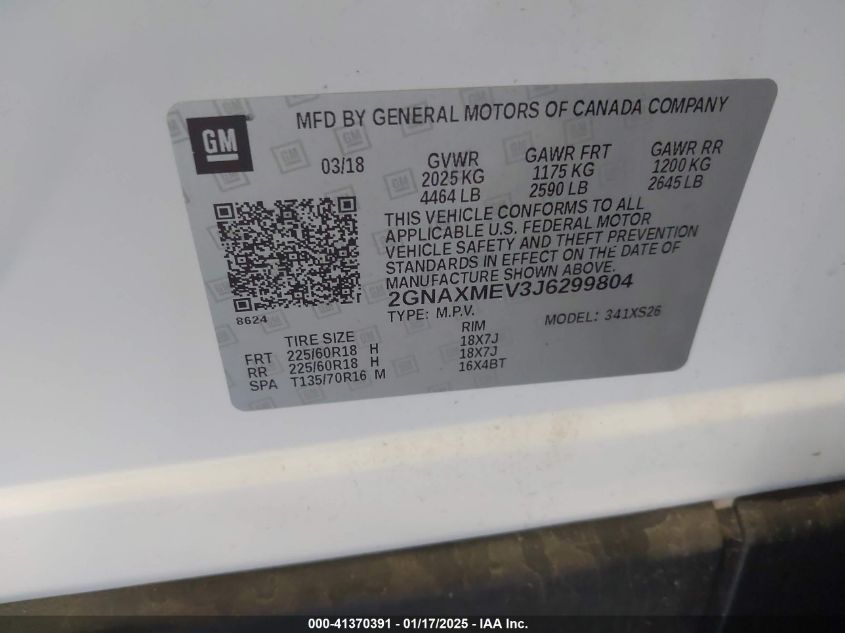 GM
MFD BY GENERAL MOTORS OF CANADA COMPANY
03/18 GVWR GAWR FRT GAWR RR
2025 KG 1175 KG 1200 KG
4464 LB 2590 LB 2645 LB
THIS VEHICLE CONFORMS TO ALL
APPLICABLE U.S. FEDERAL MOTOR
VEHICLE SAFETY AND THEFT PREVENTION
STANDARDS IN EFFECT ON THE DATE OF
MANUFACTURE SHOWN ABOVE.
2GNAXMEV3J6299804
8624 TYPE: M.P.V. MODEL: 341XS26
TIRE SIZE RIM
FRT 225/60R18 H 18X7J
RR 225/60R18 H 18X7J
SPA T135/70R16 M 16X4BT
000-41370391 - 01/17/2025 - IAA Inc.